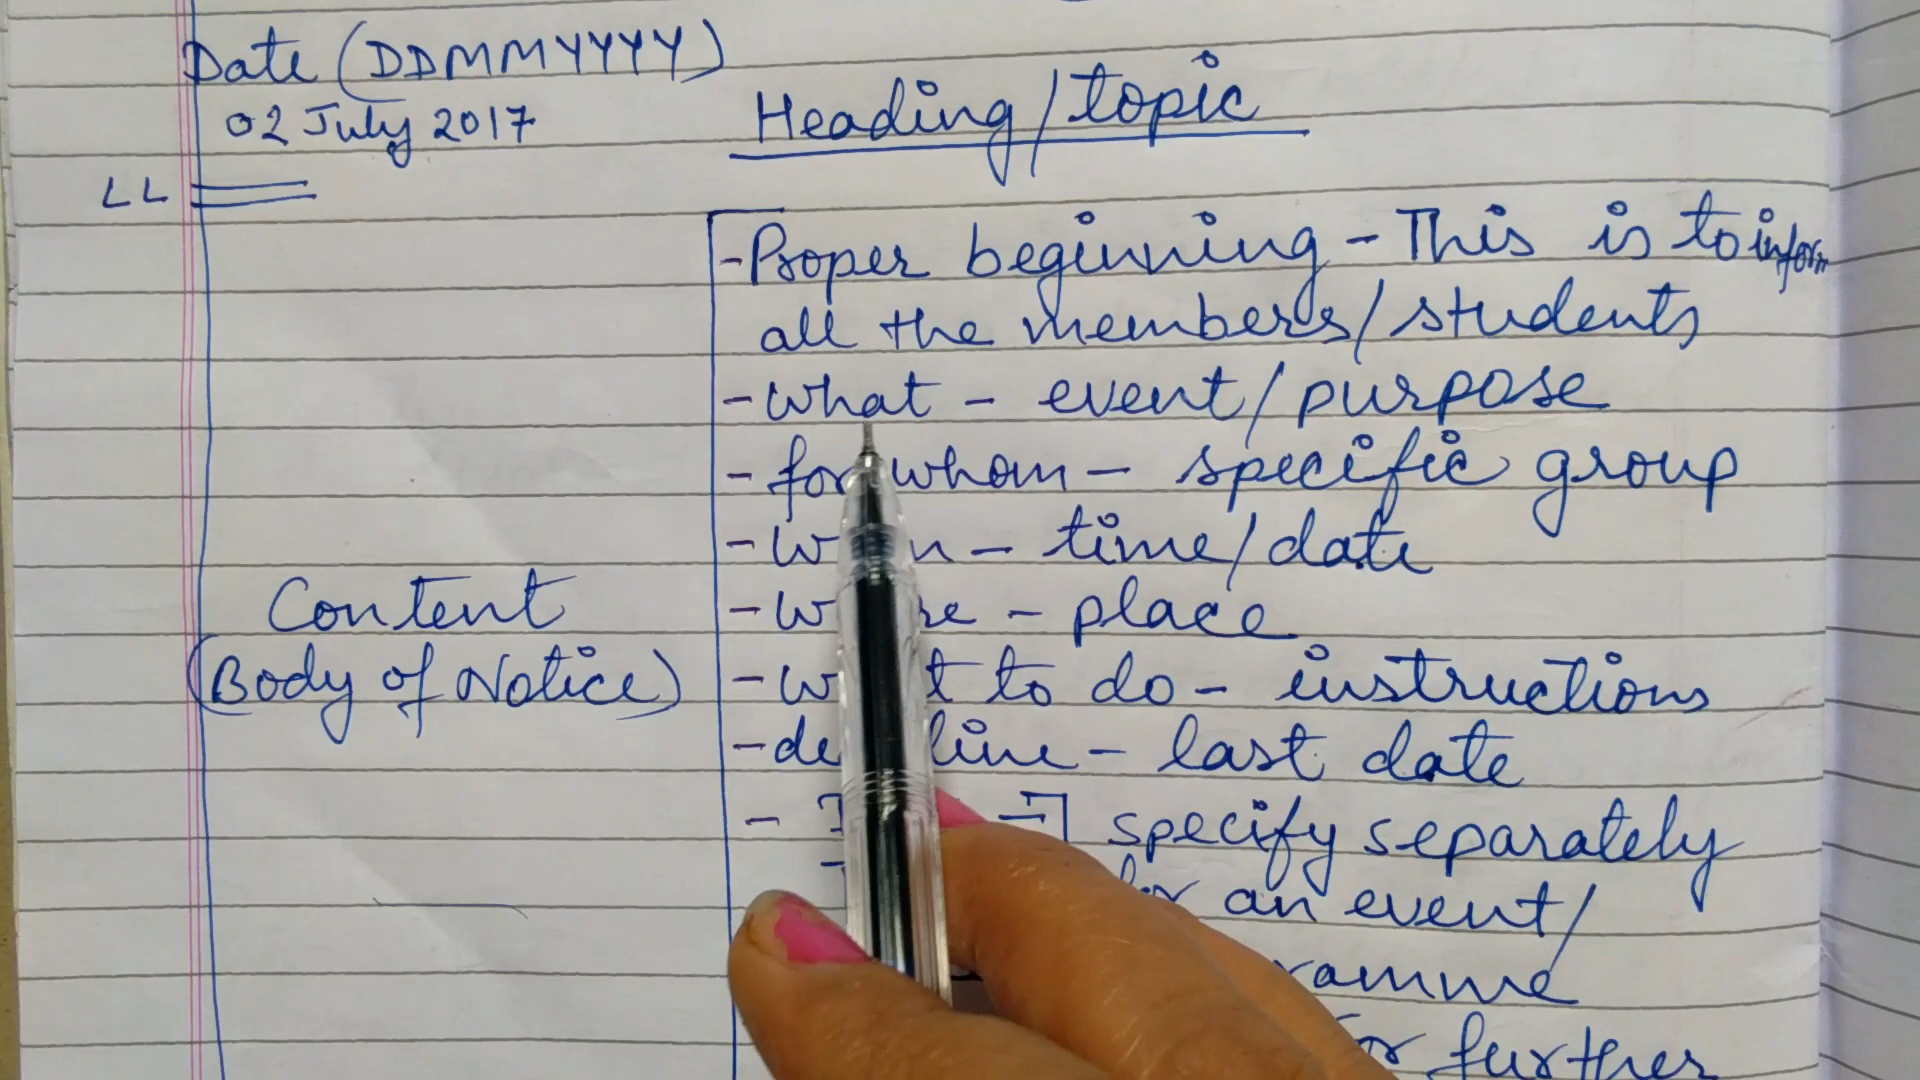 Date (DDMMYYYY)
02 July 2017
Heading/topic
LL
-Proper beginning - This is to inform
all the members/students
- what - event/purpose
- for whom - specific group
- time/date
- place
Content
(Body of Notice)
- to do - instructions
- last date
- specify separately
an event/
for further